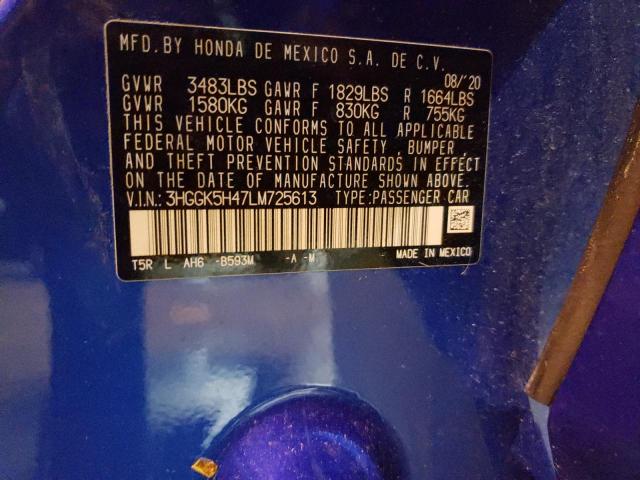 MFD. BY HONDA DE MEXICO S.A. DE C.V.
08/'20
GVWR 3483LBS GAWR F 1829LBS R 1664LBS
GVWR 1580KG GAWR F 830KG R 755KG
THIS VEHICLE CONFORMS TO ALL APPLICABLE
FEDERAL MOTOR VEHICLE SAFETY BUMPER
AND THEFT PREVENTION STANDARDS IN EFFECT
ON THE DATE OF MANUFACTURE SHOWN ABOVE.
V.I.N.: 3HGGK5H47LM725613 TYPE:PASSENGER CAR
T5R L AH6 -B593M -A -M MADE IN MEXICO